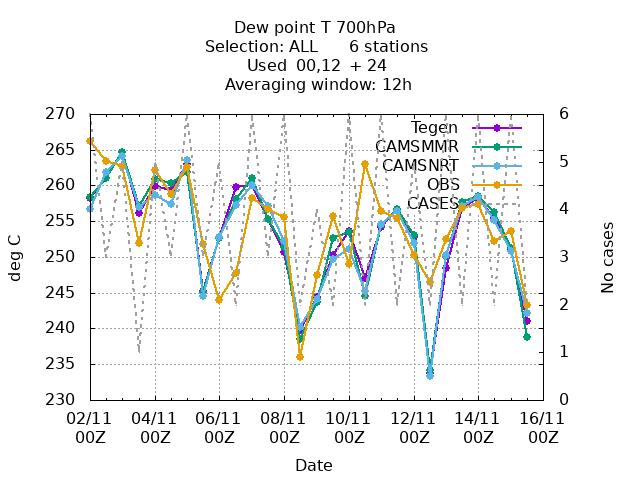 Dew point T 700hPa
Selection: ALL 6 stations
Used 00,12 + 24
Averaging window: 12h
270
265
260
255
250
245
240
235
230
deg C
6
5
4
3
2
1
0
No cases
Tegen
CAMSMMR
CAMSNRT
OBS
CASES
02/11 04/11 06/11 08/11 10/11 12/11 14/11 16/11
00Z 00Z 00Z 00Z 00Z 00Z 00Z 00Z
Date